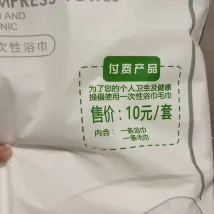 MPRESS
AND
NIC
次性浴巾
付费产品
为了您的个人卫生及健康
提倡使用一次性浴巾毛巾
售价：10元/套
内含：一条浴巾
一条毛巾